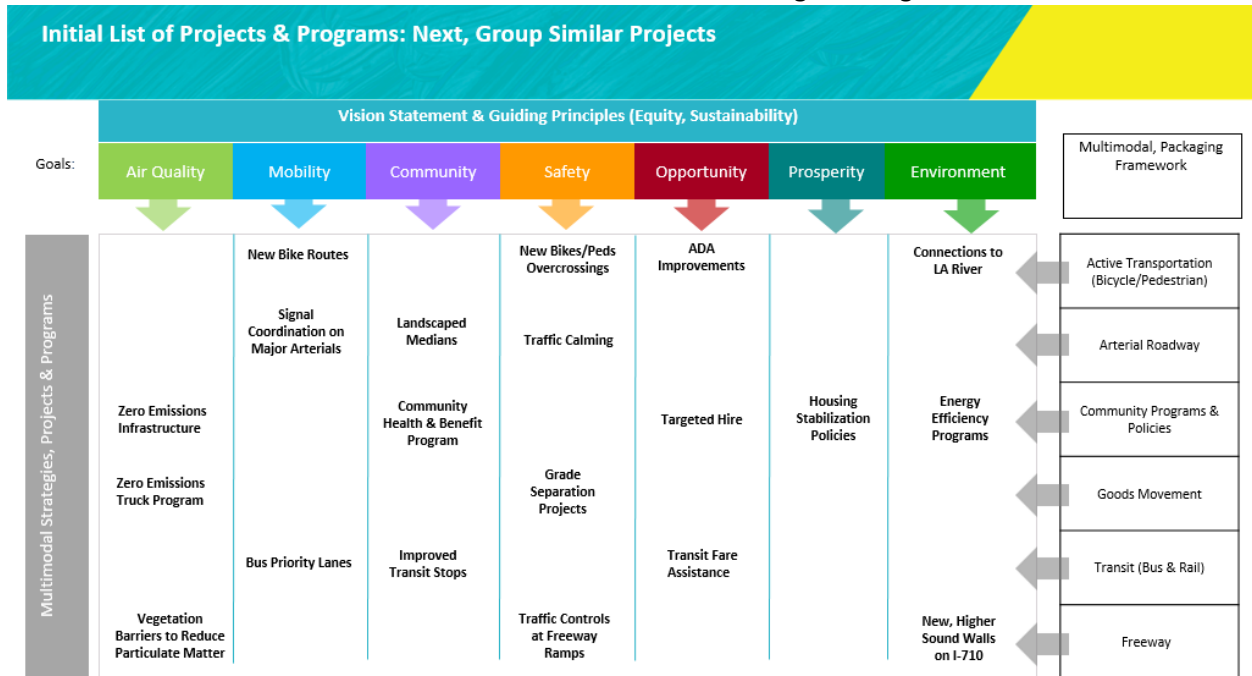 Initial List of Projects & Programs: Next, Group Similar Projects
Vision Statement & Guiding Principles (Equity, Sustainability)
Goals:
Air Quality
Mobility
Community
Safety
Opportunity
Prosperity
Environment
Multimodal, Packaging
Framework
Multimodal Strategies, Projects & Programs
New Bike Routes
New Bikes/Peds
Overcrossings
ADA
Improvements
Connections to
LA River
Active Transportation
(Bicycle/Pedestrian)
Signal
Coordination on
Major Arterials
Landscaped
Medians
Traffic Calming
Arterial Roadway
Zero Emissions
Infrastructure
Community
Health & Benefit
Program
Targeted Hire
Housing
Stabilization
Policies
Energy
Efficiency
Programs
Community Programs &
Policies
Zero Emissions
Truck Program
Grade
Separation
Projects
Goods Movement
Bus Priority Lanes
Improved
Transit Stops
Transit Fare
Assistance
Transit (Bus & Rail)
Vegetation
Barriers to Reduce
Particulate Matter
Traffic Controls
at Freeway
Ramps
New, Higher
Sound Walls
on I-710
Freeway